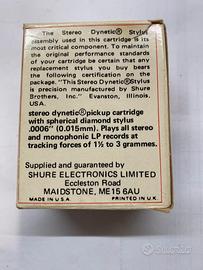 The Stereo Dynetic® Stylus
assembly used in this cartridge is its
most critical component. To maintain
the original performance standards
of your cartridge be certain that any
replacement stylus you buy bears
the following certification on the
package. "This Stereo Dynetic® Stylus
is precision manufactured by Shure
Brothers, Inc." Evanston, Illinois,
USA.
stereo dynetic® pickup cartridge
with spherical diamond stylus
.0006" (0.015mm). Plays all stereo
and monophonic LP records at
tracking forces of 1½ to 3 grammes.
Supplied and guaranteed by
SHURE ELECTRONICS LIMITED
Eccleston Road
MAIDSTONE, ME15 6AU
MADE IN U.S.A. PRINTED IN U.K.